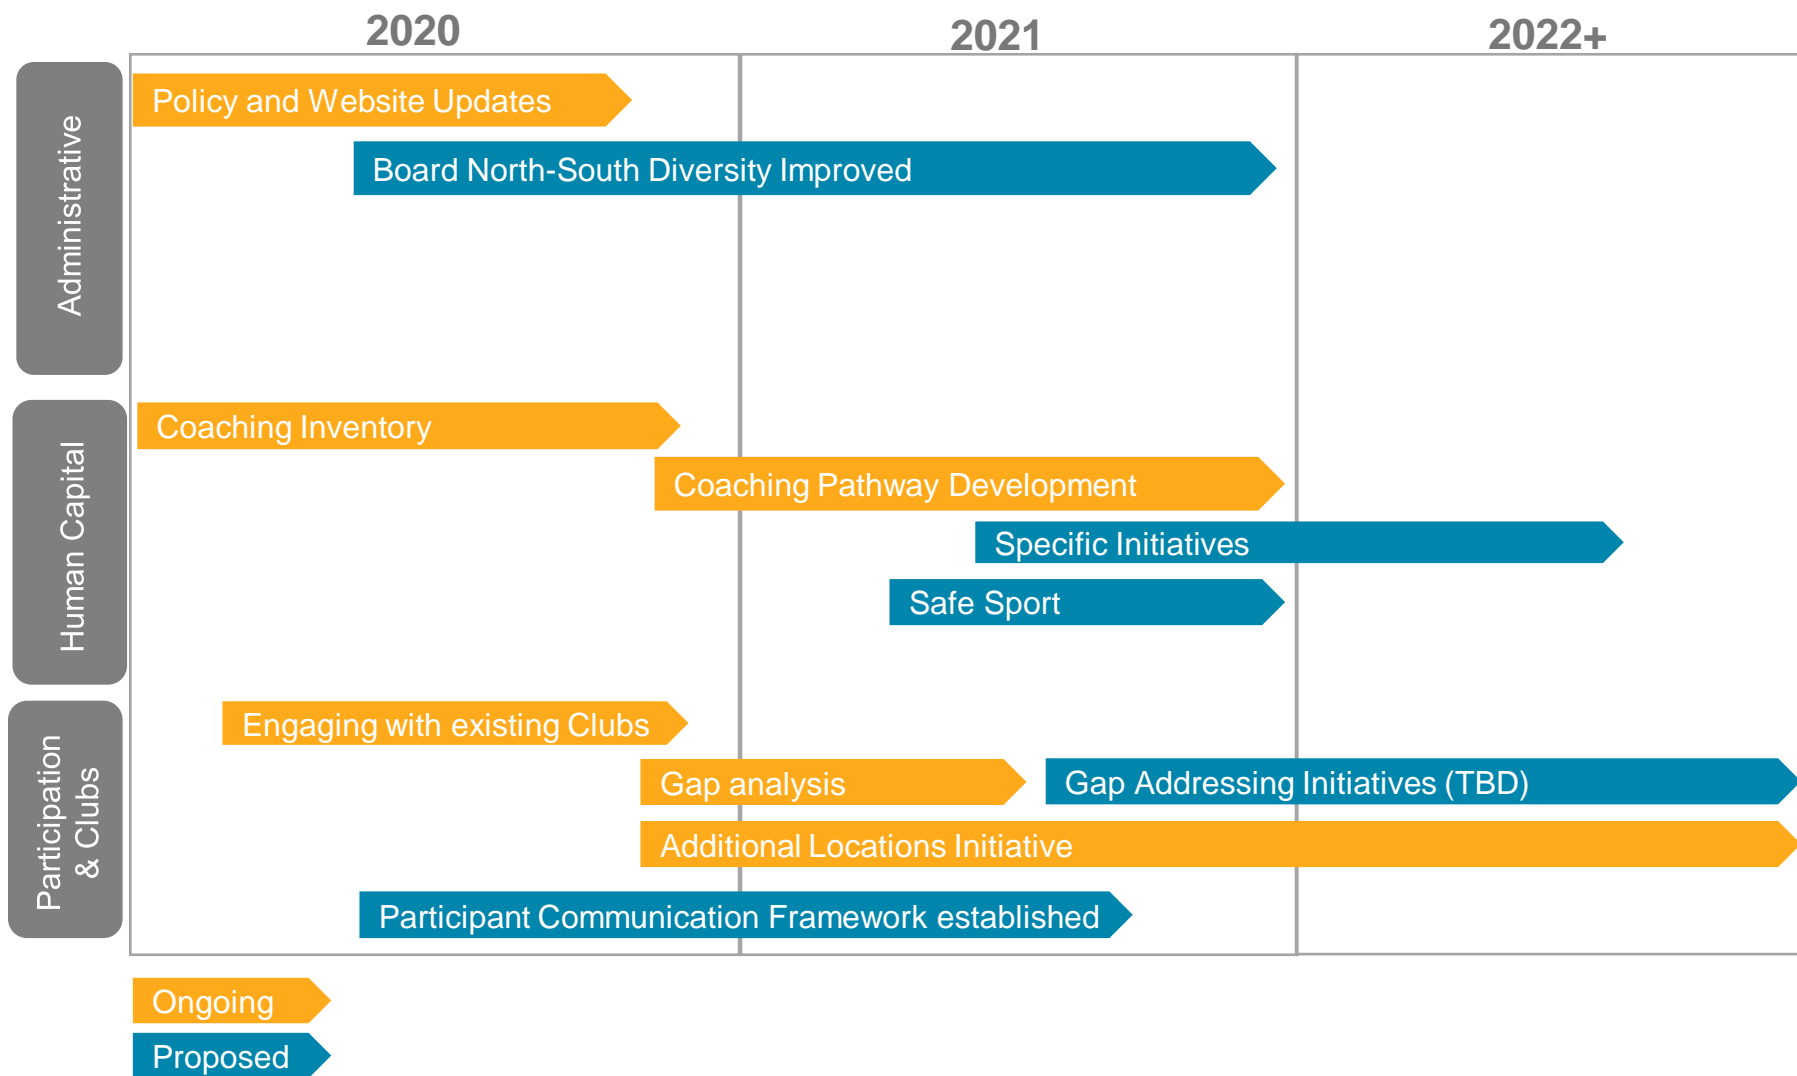 2020
2021
2022+
Administrative
Policy and Website Updates
Board North-South Diversity Improved
Human Capital
Coaching Inventory
Coaching Pathway Development
Specific Initiatives
Safe Sport
Participation
& Clubs
Engaging with existing Clubs
Gap analysis
Gap Addressing Initiatives (TBD)
Additional Locations Initiative
Participant Communication Framework established
Ongoing
Proposed